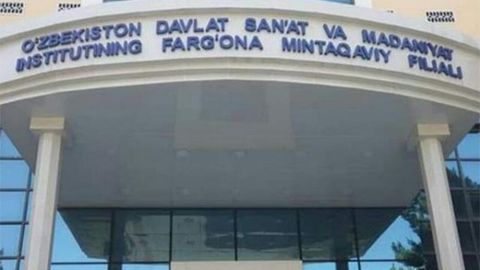 O'ZBEKISTON DAVLAT SAN'AT VA MADANIYAT
INSTITUTINING FARG'ONA MINTAQAVIY FILIALI